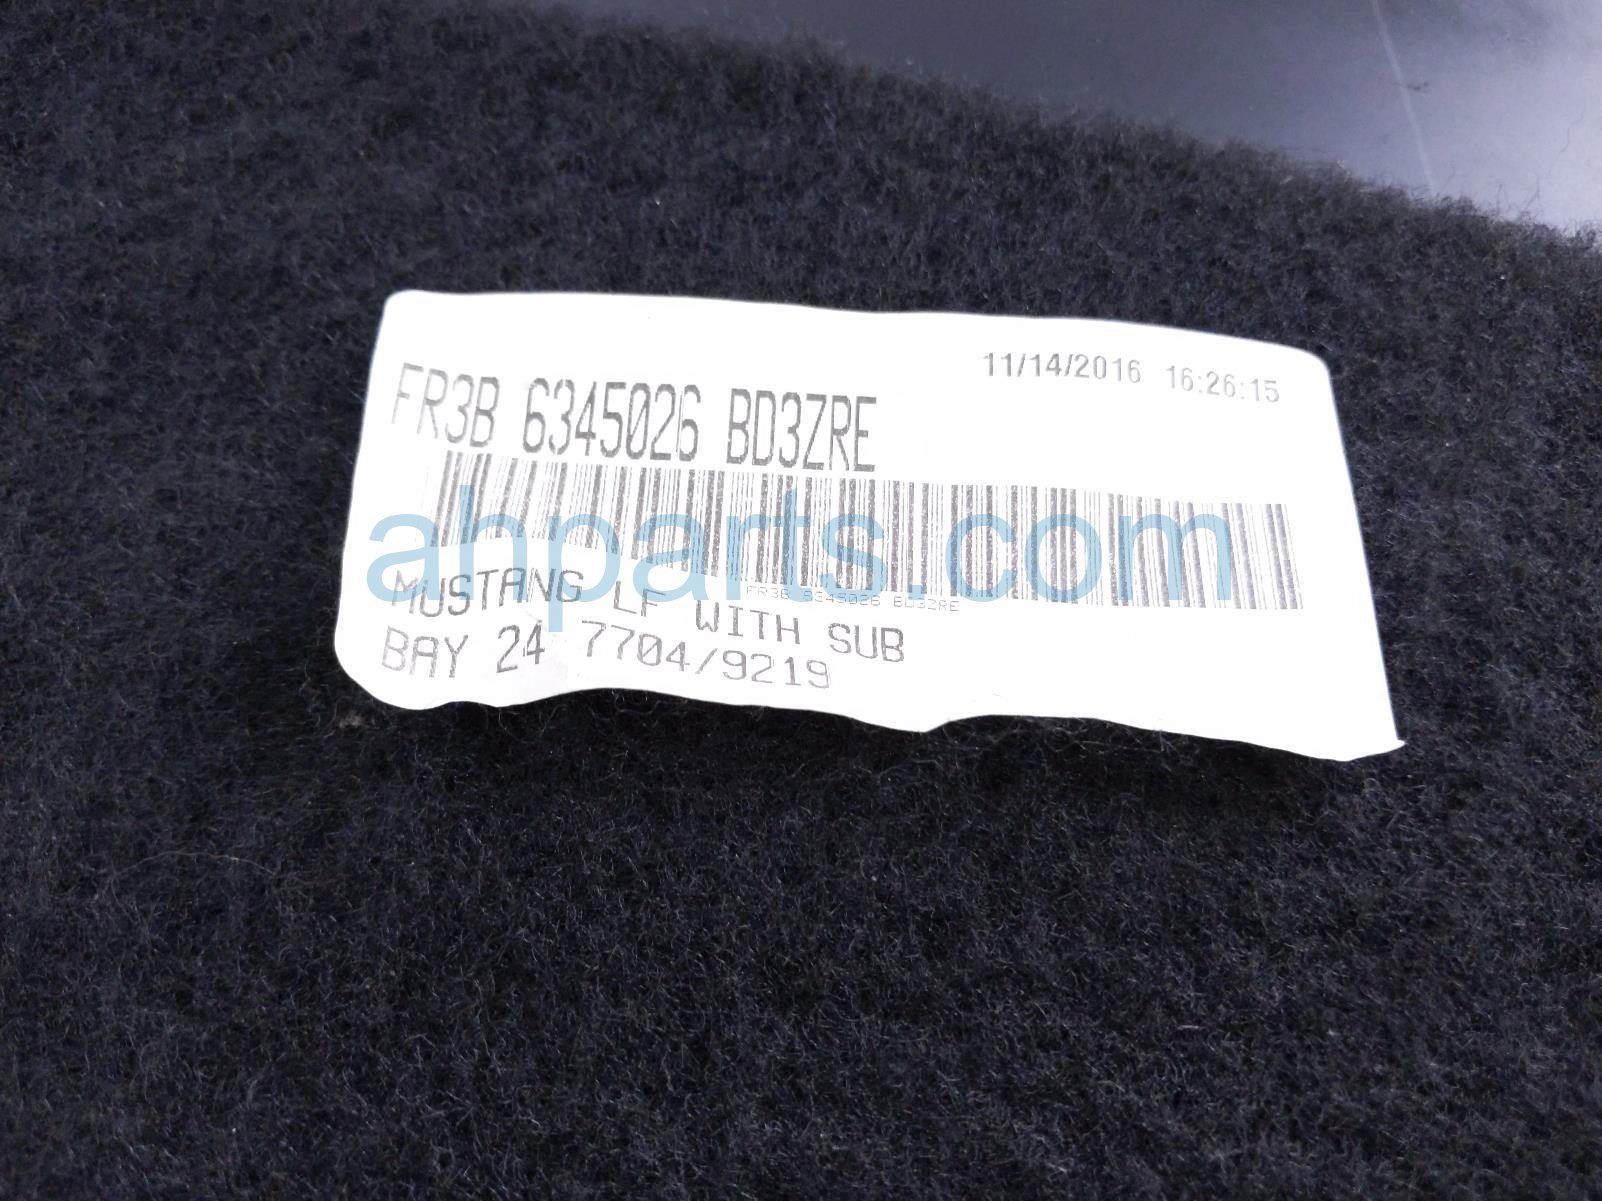 11/14/2016 16:26:15
FR3B 6345026 BD3ZRE
FR3B 6345026 BD3ZRE
MUSTANG LF WITH SUB
BAY 24 7704/9219
ahparts.com